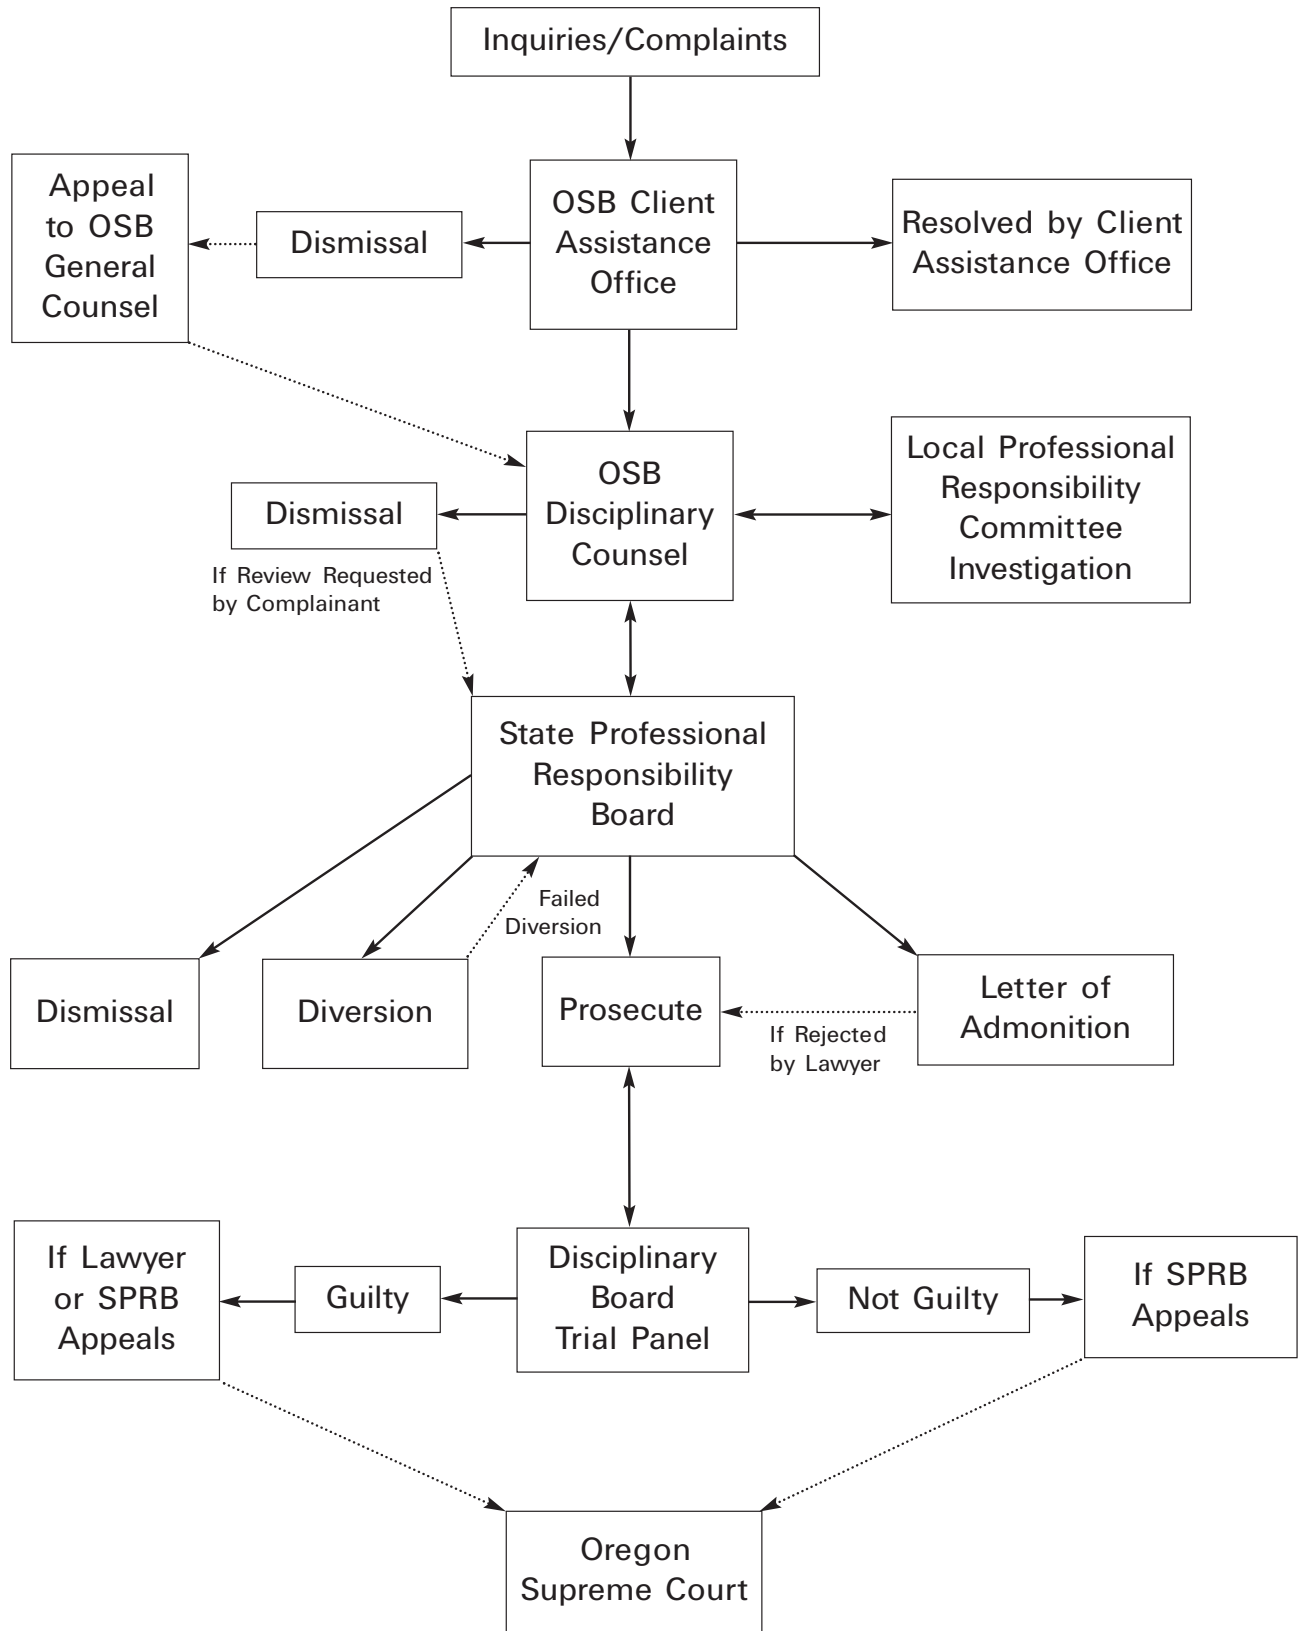 Inquiries/Complaints
Appeal
to OSB
General
Counsel
Dismissal
OSB Client
Assistance
Office
Resolved by Client
Assistance Office
Dismissal
If Review Requested
by Complainant
OSB
Disciplinary
Counsel
Local Professional
Responsibility
Committee
Investigation
State Professional
Responsibility
Board
Failed
Diversion
Dismissal
Diversion
Prosecute
If Rejected
by Lawyer
Letter of
Admonition
If Lawyer
or SPRB
Appeals
Guilty
Disciplinary
Board
Trial Panel
Not Guilty
If SPRB
Appeals
Oregon
Supreme Court